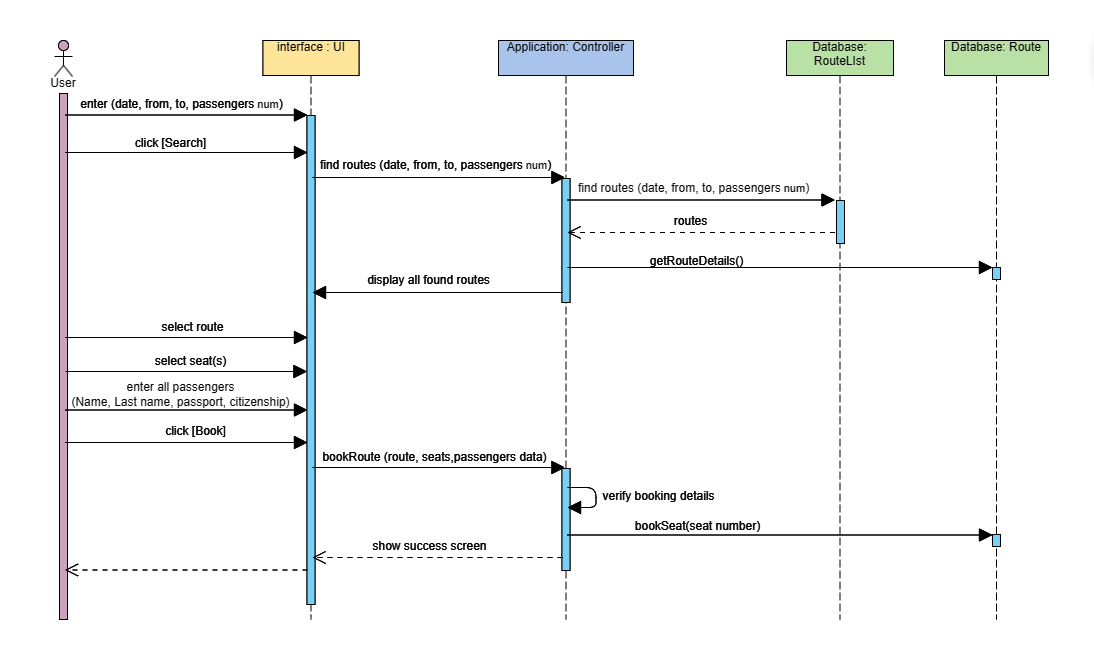 interface : UI
Application: Controller
Database:
RouteLIst
Database: Route
User
enter (date, from, to, passengers num)
click [Search]
find routes (date, from, to, passengers num)
find routes (date, from, to, passengers num)
routes
getRouteDetails()
display all found routes
select route
select seat(s)
enter all passengers
(Name, Last name, passport, citizenship)
click [Book]
bookRoute (route, seats,passengers data)
verify booking details
bookSeat(seat number)
show success screen